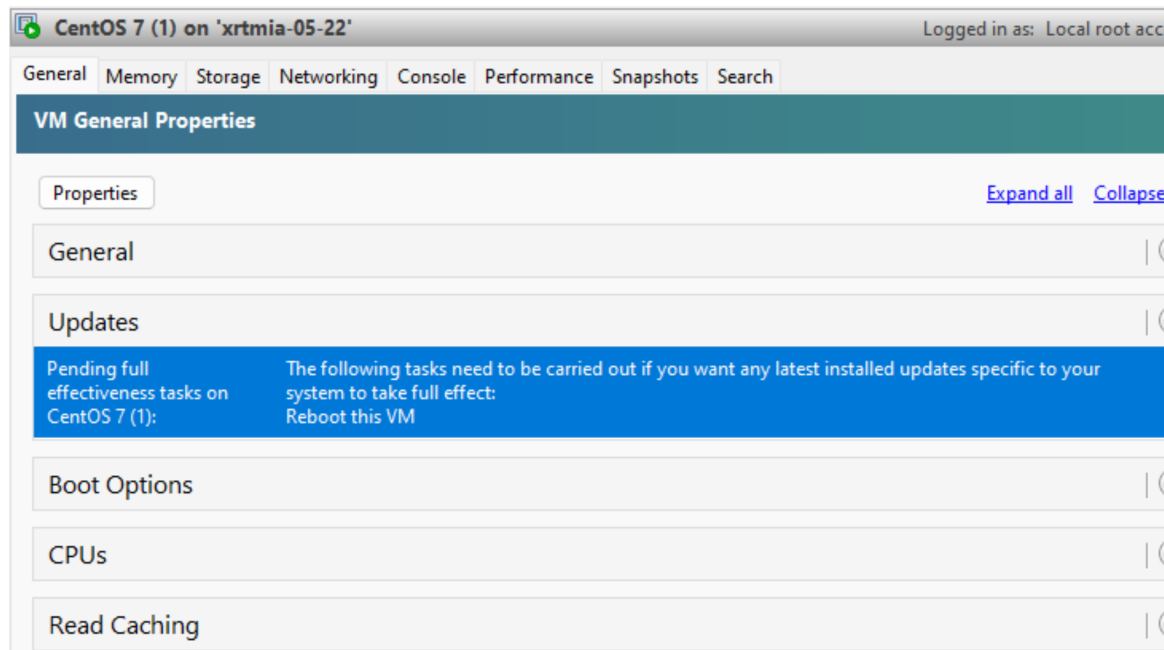 CentOS 7 (1) on 'xrtmia-05-22'
Logged in as: Local root acc
General Memory Storage Networking Console Performance Snapshots Search
VM General Properties
Properties
Expand all Collapse
General
Updates
Pending full
effectiveness tasks on
CentOS 7 (1):
The following tasks need to be carried out if you want any latest installed updates specific to your
system to take full effect:
Reboot this VM
Boot Options
CPUs
Read Caching